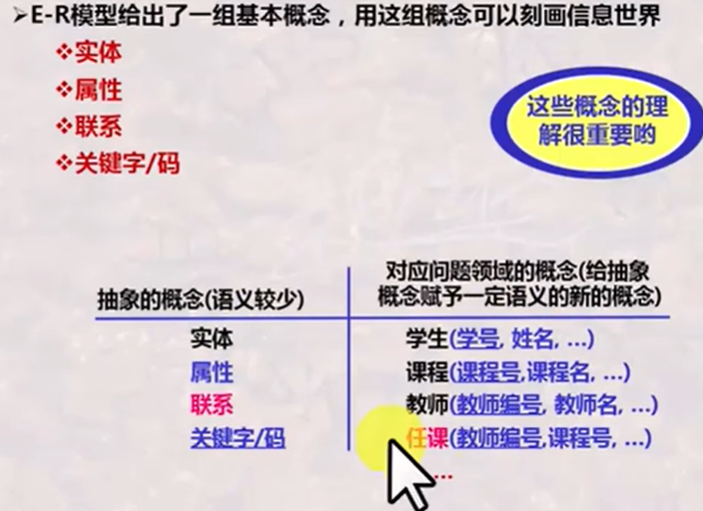 ➢E-R模型给出了一组基本概念，用这组概念可以刻画信息世界
❖实体
❖属性
❖联系
❖关键字/码
这些概念的理
解很重要哟
抽象的概念(语义较少)
对应问题领域的概念(给抽象
概念赋予一定语义的新的概念)
实体
学生(学号, 姓名, …)
属性
课程(课程号,课程名, …)
联系
教师(教师编号, 教师名, …)
关键字/码
任课(教师编号,课程号, …)
…